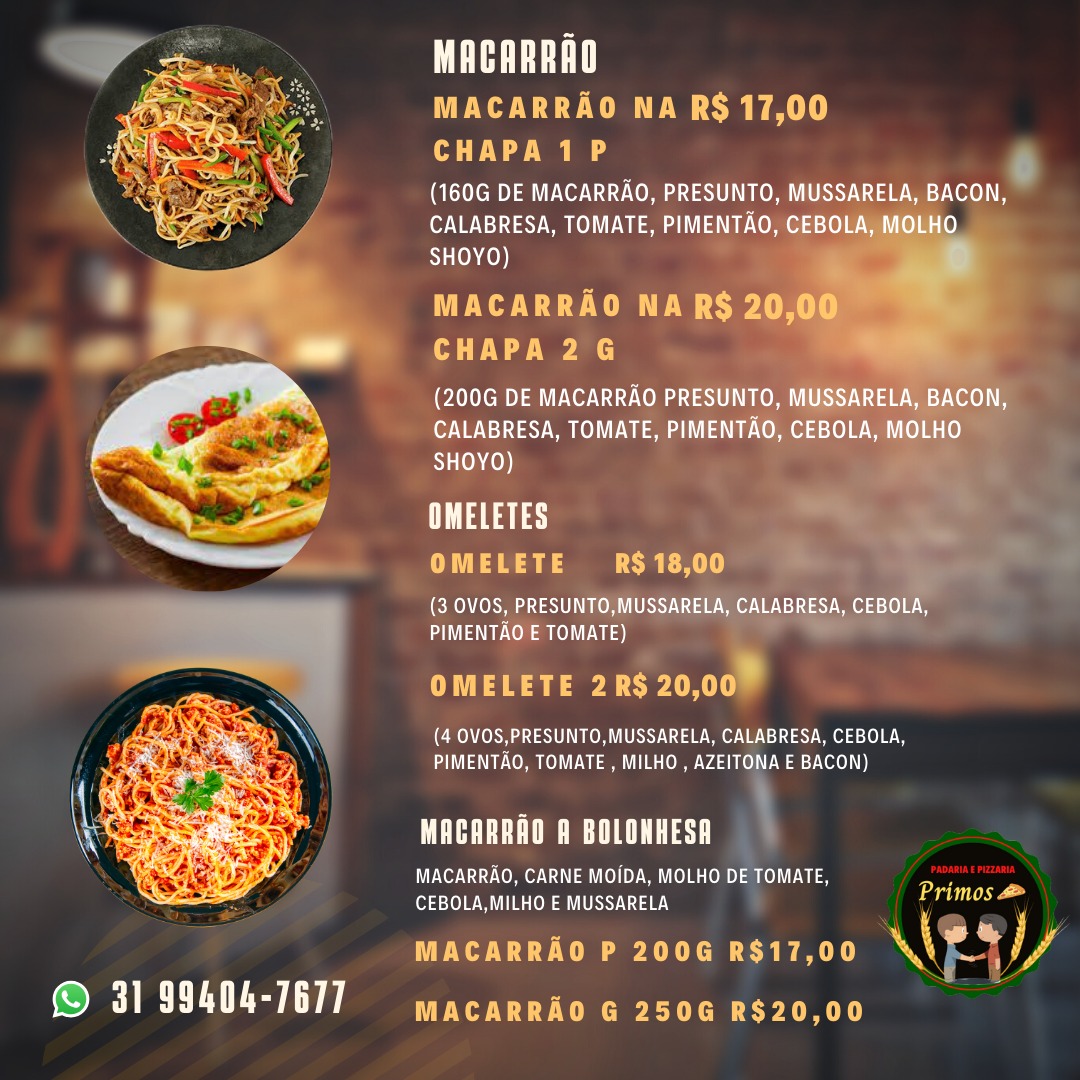 MACARRÃO
MACARRÃO NA R$ 17,00
CHAPA 1 P
(160G DE MACARRÃO, PRESUNTO, MUSSARELA, BACON,
CALABRESA, TOMATE, PIMENTÃO, CEBOLA, MOLHO
SHOYO)
MACARRÃO NA R$ 20,00
CHAPA 2 G
(200G DE MACARRÃO PRESUNTO, MUSSARELA, BACON,
CALABRESA, TOMATE, PIMENTÃO, CEBOLA, MOLHO
SHOYO)
OMELETES
OMELETE R$ 18,00
(3 OVOS, PRESUNTO,MUSSARELA, CALABRESA, CEBOLA,
PIMENTÃO E TOMATE)
OMELETE 2 R$ 20,00
(4 OVOS,PRESUNTO,MUSSARELA, CALABRESA, CEBOLA,
PIMENTÃO, TOMATE , MILHO , AZEITONA E BACON)
MACARRÃO A BOLONHESA
MACARRÃO, CARNE MOÍDA, MOLHO DE TOMATE,
CEBOLA,MILHO E MUSSARELA
MACARRÃO P 200G R$17,00
MACARRÃO G 250G R$20,00
PADARIA E PIZZARIA
Primos
31 99404-7677